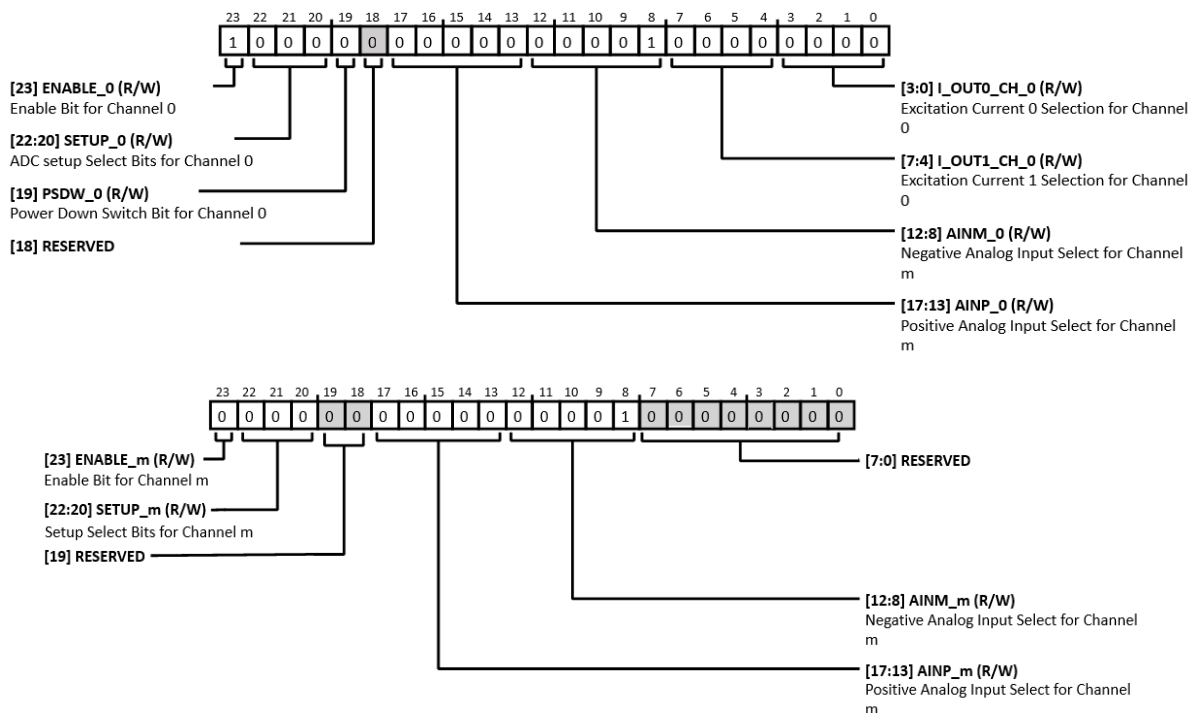 23 22 21 20 19 18 17 16 15 14 13 12 11 10 9 8 7 6 5 4 3 2 1 0
1 0 0 0 0 0 0 0 0 0 0 0 0 0 0 1 0 0 0 0 0 0 0 0
[23] ENABLE_0 (R/W)
Enable Bit for Channel 0
[22:20] SETUP_0 (R/W)
ADC setup Select Bits for Channel 0
[19] PSDW_0 (R/W)
Power Down Switch Bit for Channel 0
[18] RESERVED
[3:0] I_OUT0_CH_0 (R/W)
Excitation Current 0 Selection for Channel
0
[7:4] I_OUT1_CH_0 (R/W)
Excitation Current 1 Selection for Channel
0
[12:8] AINM_0 (R/W)
Negative Analog Input Select for Channel
m
[17:13] AINP_0 (R/W)
Positive Analog Input Select for Channel
m
23 22 21 20 19 18 17 16 15 14 13 12 11 10 9 8 7 6 5 4 3 2 1 0
0 0 0 0 0 0 0 0 0 0 0 0 0 0 0 1 0 0 0 0 0 0 0 0
[23] ENABLE_m (R/W)
Enable Bit for Channel m
[22:20] SETUP_m (R/W)
Setup Select Bits for Channel m
[19] RESERVED
[7:0] RESERVED
[12:8] AINM_m (R/W)
Negative Analog Input Select for Channel
m
[17:13] AINP_m (R/W)
Positive Analog Input Select for Channel
m